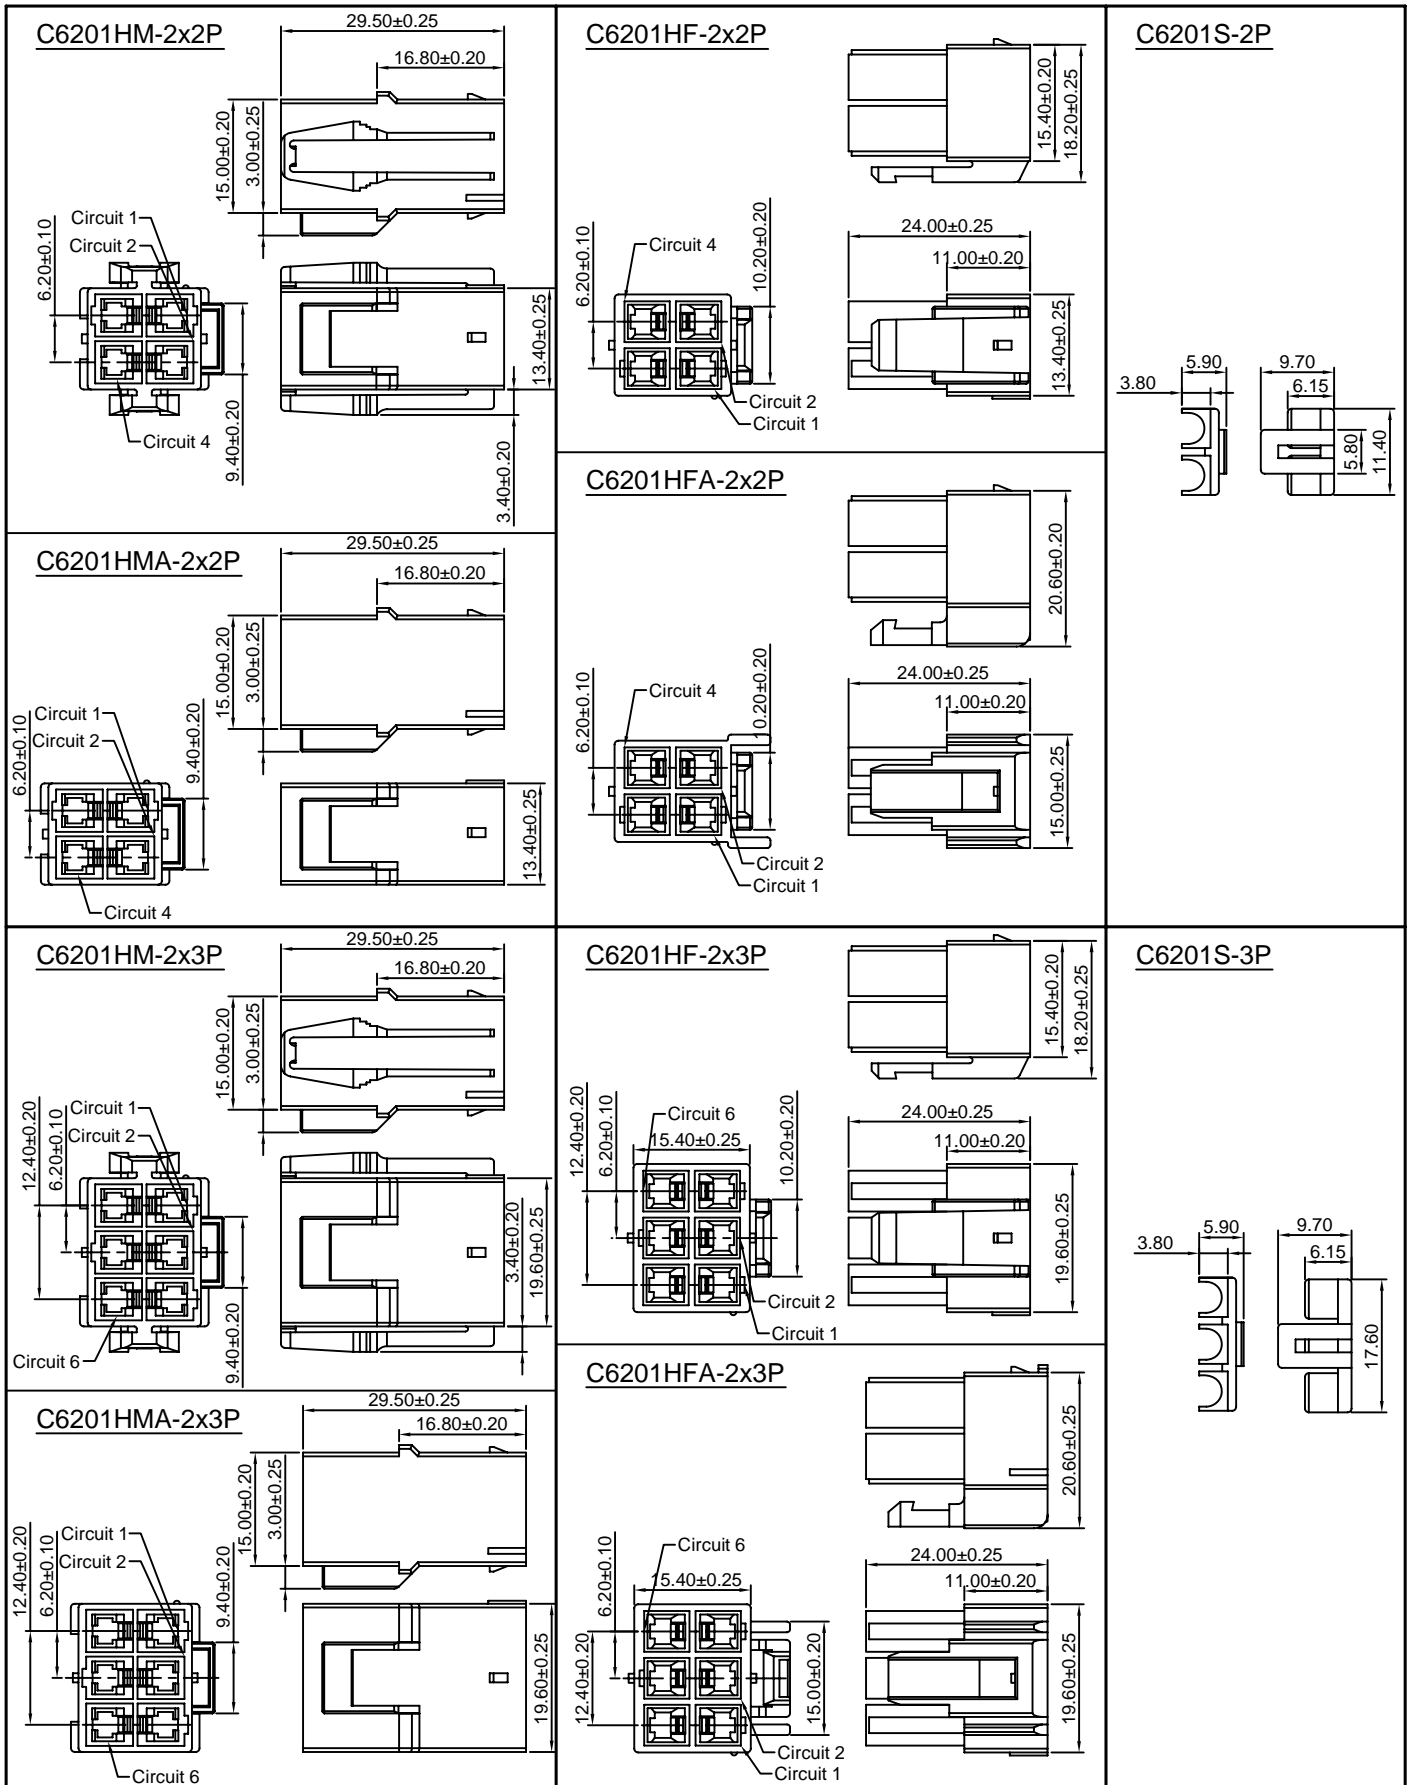 C6201HM-2x2P
29.50±0.25
16.80±0.20
15.00±0.20
3.00±0.25
Circuit 1
Circuit 2
6.20±0.10
Circuit 4
9.40±0.20
13.40±0.25
3.40±0.20
C6201HF-2x2P
15.40±0.20
18.20±0.25
24.00±0.25
11.00±0.20
6.20±0.10
Circuit 4
10.20±0.20
13.40±0.25
Circuit 2
Circuit 1
C6201S-2P
5.90
3.80
9.70
6.15
5.80
11.40
C6201HMA-2x2P
29.50±0.25
16.80±0.20
15.00±0.20
3.00±0.25
Circuit 1
Circuit 2
6.20±0.10
9.40±0.20
13.40±0.25
Circuit 4
C6201HFA-2x2P
20.60±0.20
24.00±0.25
11.00±0.20
6.20±0.10
Circuit 4
10.20±0.20
15.00±0.25
Circuit 2
Circuit 1
C6201HM-2x3P
29.50±0.25
16.80±0.20
15.00±0.20
3.00±0.25
12.40±0.20
6.20±0.10
Circuit 1
Circuit 2
3.40±0.20
19.60±0.25
9.40±0.20
Circuit 6
C6201HF-2x3P
15.40±0.20
18.20±0.25
24.00±0.25
11.00±0.20
12.40±0.20
6.20±0.10
Circuit 6
15.40±0.25
10.20±0.20
19.60±0.25
Circuit 2
Circuit 1
C6201S-3P
5.90
3.80
9.70
6.15
17.60
C6201HMA-2x3P
29.50±0.25
16.80±0.20
15.00±0.20
3.00±0.25
12.40±0.20
6.20±0.10
Circuit 1
Circuit 2
9.40±0.20
19.60±0.25
Circuit 6
C6201HFA-2x3P
20.60±0.25
24.00±0.25
11.00±0.20
6.20±0.10
12.40±0.20
Circuit 6
15.40±0.25
15.00±0.20
19.60±0.25
Circuit 2
Circuit 1